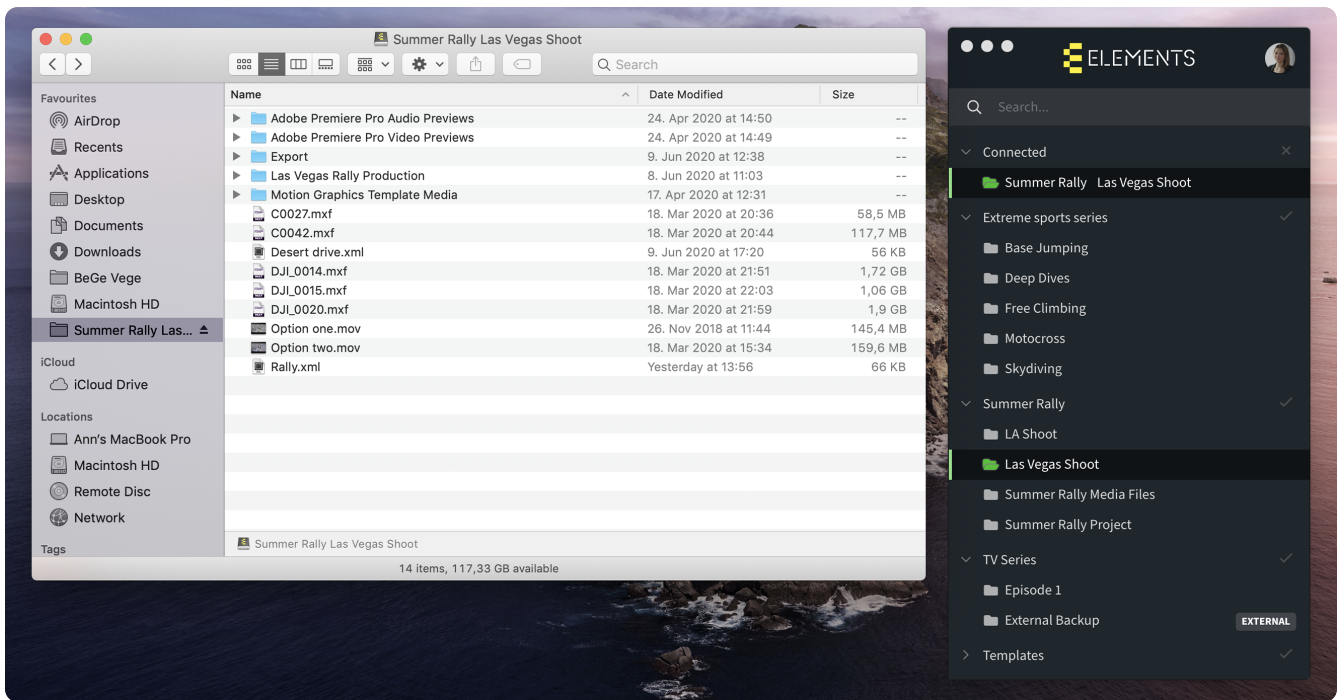 Summer Rally Las Vegas Shoot
Search
Favourites
AirDrop
Recents
Applications
Desktop
Documents
Downloads
BeGe Vege
Macintosh HD
Summer Rally Las...
iCloud
iCloud Drive
Locations
Ann's MacBook Pro
Macintosh HD
Remote Disc
Network
Tags
Name Date Modified Size
Adobe Premiere Pro Audio Previews 24. Apr 2020 at 14:50 --
Adobe Premiere Pro Video Previews 24. Apr 2020 at 14:49 --
Export 9. Jun 2020 at 12:38 --
Las Vegas Rally Production 8. Jun 2020 at 11:03 --
Motion Graphics Template Media 17. Apr 2020 at 12:31 --
C0027.mxf 18. Mar 2020 at 20:36 58,5 MB
C0042.mxf 18. Mar 2020 at 20:44 117,7 MB
Desert drive.xml 9. Jun 2020 at 17:20 56 KB
DJI_0014.mxf 18. Mar 2020 at 21:51 1,72 GB
DJI_0015.mxf 18. Mar 2020 at 22:03 1,06 GB
DJI_0020.mxf 18. Mar 2020 at 21:59 1,9 GB
Option one.mov 26. Nov 2018 at 11:44 145,4 MB
Option two.mov 18. Mar 2020 at 15:34 159,6 MB
Rally.xml Yesterday at 13:56 66 KB
Summer Rally Las Vegas Shoot
14 items, 117,33 GB available
ELEMENTS
Search...
Connected
Summer Rally Las Vegas Shoot
Extreme sports series
Base Jumping
Deep Dives
Free Climbing
Motocross
Skydiving
Summer Rally
LA Shoot
Las Vegas Shoot
Summer Rally Media Files
Summer Rally Project
TV Series
Episode 1
External Backup EXTERNAL
Templates